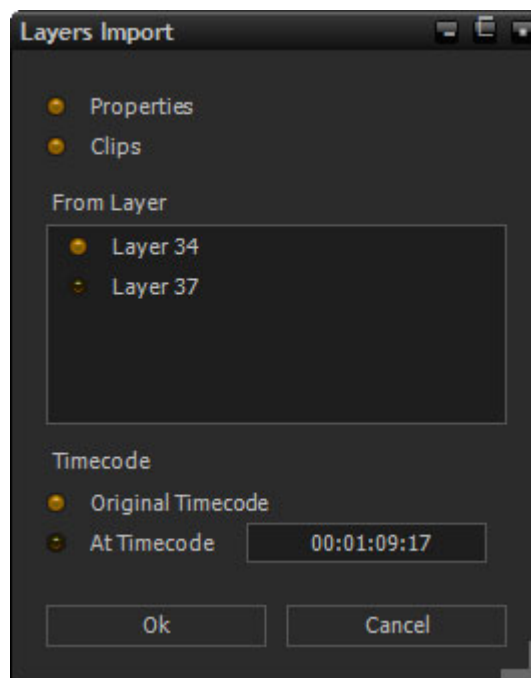 Layers Import
Properties
Clips
From Layer
Layer 34
Layer 37
Timecode
Original Timecode
At Timecode 00:01:09:17
Ok Cancel